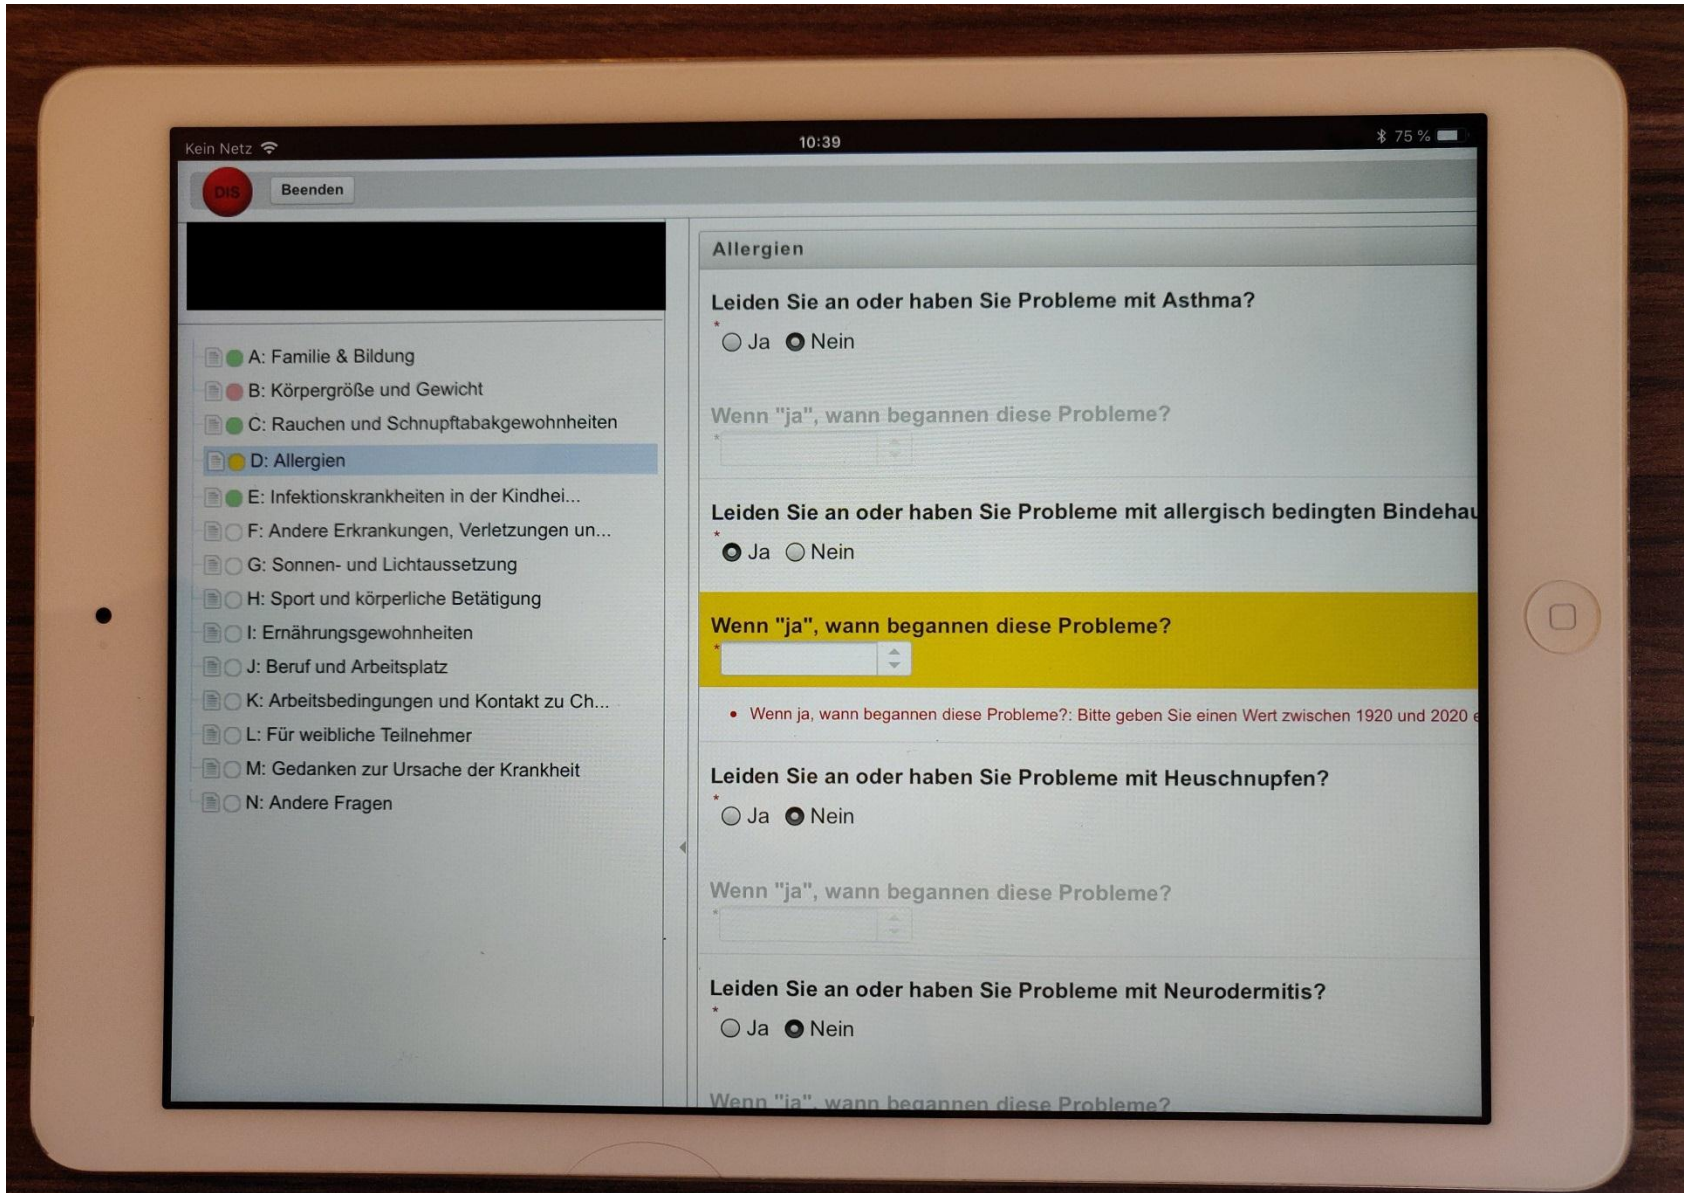 Kein Netz
10:39
75 %
DIS
Beenden
A: Familie & Bildung
B: Körpergröße und Gewicht
C: Rauchen und Schnupftabakgewohnheiten
D: Allergien
E: Infektionskrankheiten in der Kindhei...
F: Andere Erkrankungen, Verletzungen un...
G: Sonnen- und Lichtaussetzung
H: Sport und körperliche Betätigung
I: Ernährungsgewohnheiten
J: Beruf und Arbeitsplatz
K: Arbeitsbedingungen und Kontakt zu Ch...
L: Für weibliche Teilnehmer
M: Gedanken zur Ursache der Krankheit
N: Andere Fragen
Allergien
Leiden Sie an oder haben Sie Probleme mit Asthma?
*
Ja Nein
Wenn "ja", wann begannen diese Probleme?
*
Leiden Sie an oder haben Sie Probleme mit allergisch bedingten Bindehau
*
Ja Nein
Wenn "ja", wann begannen diese Probleme?
*
• Wenn ja, wann begannen diese Probleme?: Bitte geben Sie einen Wert zwischen 1920 und 2020 e
Leiden Sie an oder haben Sie Probleme mit Heuschnupfen?
*
Ja Nein
Wenn "ja", wann begannen diese Probleme?
*
Leiden Sie an oder haben Sie Probleme mit Neurodermitis?
*
Ja Nein
Wenn "ja", wann begannen diese Probleme?